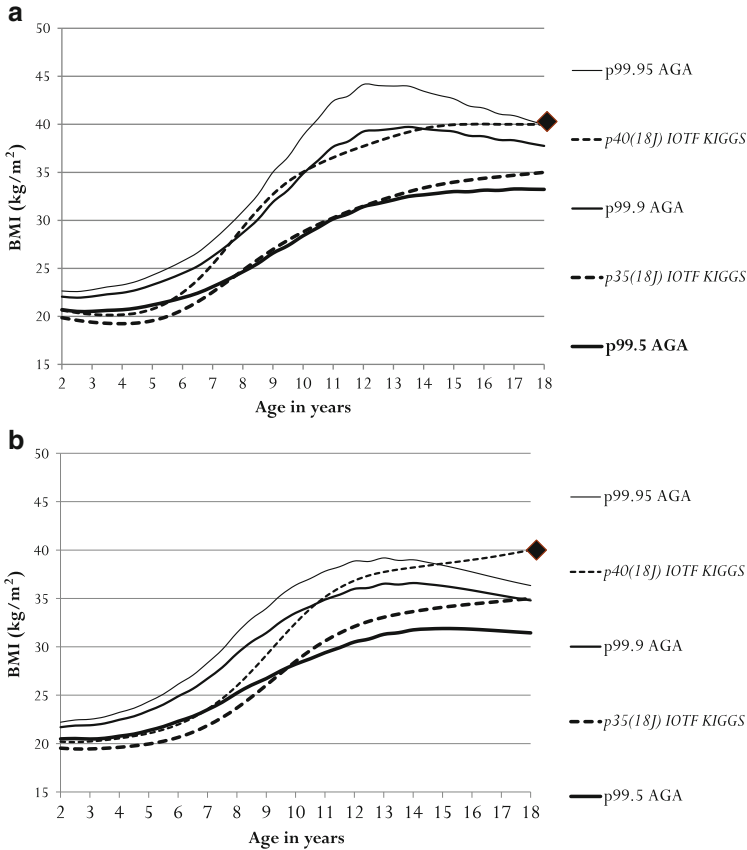 a
50
45
40
35
30
25
20
15
BMI (kg/m2)
2 3 4 5 6 7 8 9 10 11 12 13 14 15 16 17 18
Age in years
p99.95 AGA
p40(18J) IOTF KIGGS
p99.9 AGA
p35(18J) IOTF KIGGS
p99.5 AGA
b
50
45
40
35
30
25
20
15
BMI (kg/m2)
2 3 4 5 6 7 8 9 10 11 12 13 14 15 16 17 18
Age in years
p99.95 AGA
p40(18J) IOTF KIGGS
p99.9 AGA
p35(18J) IOTF KIGGS
p99.5 AGA